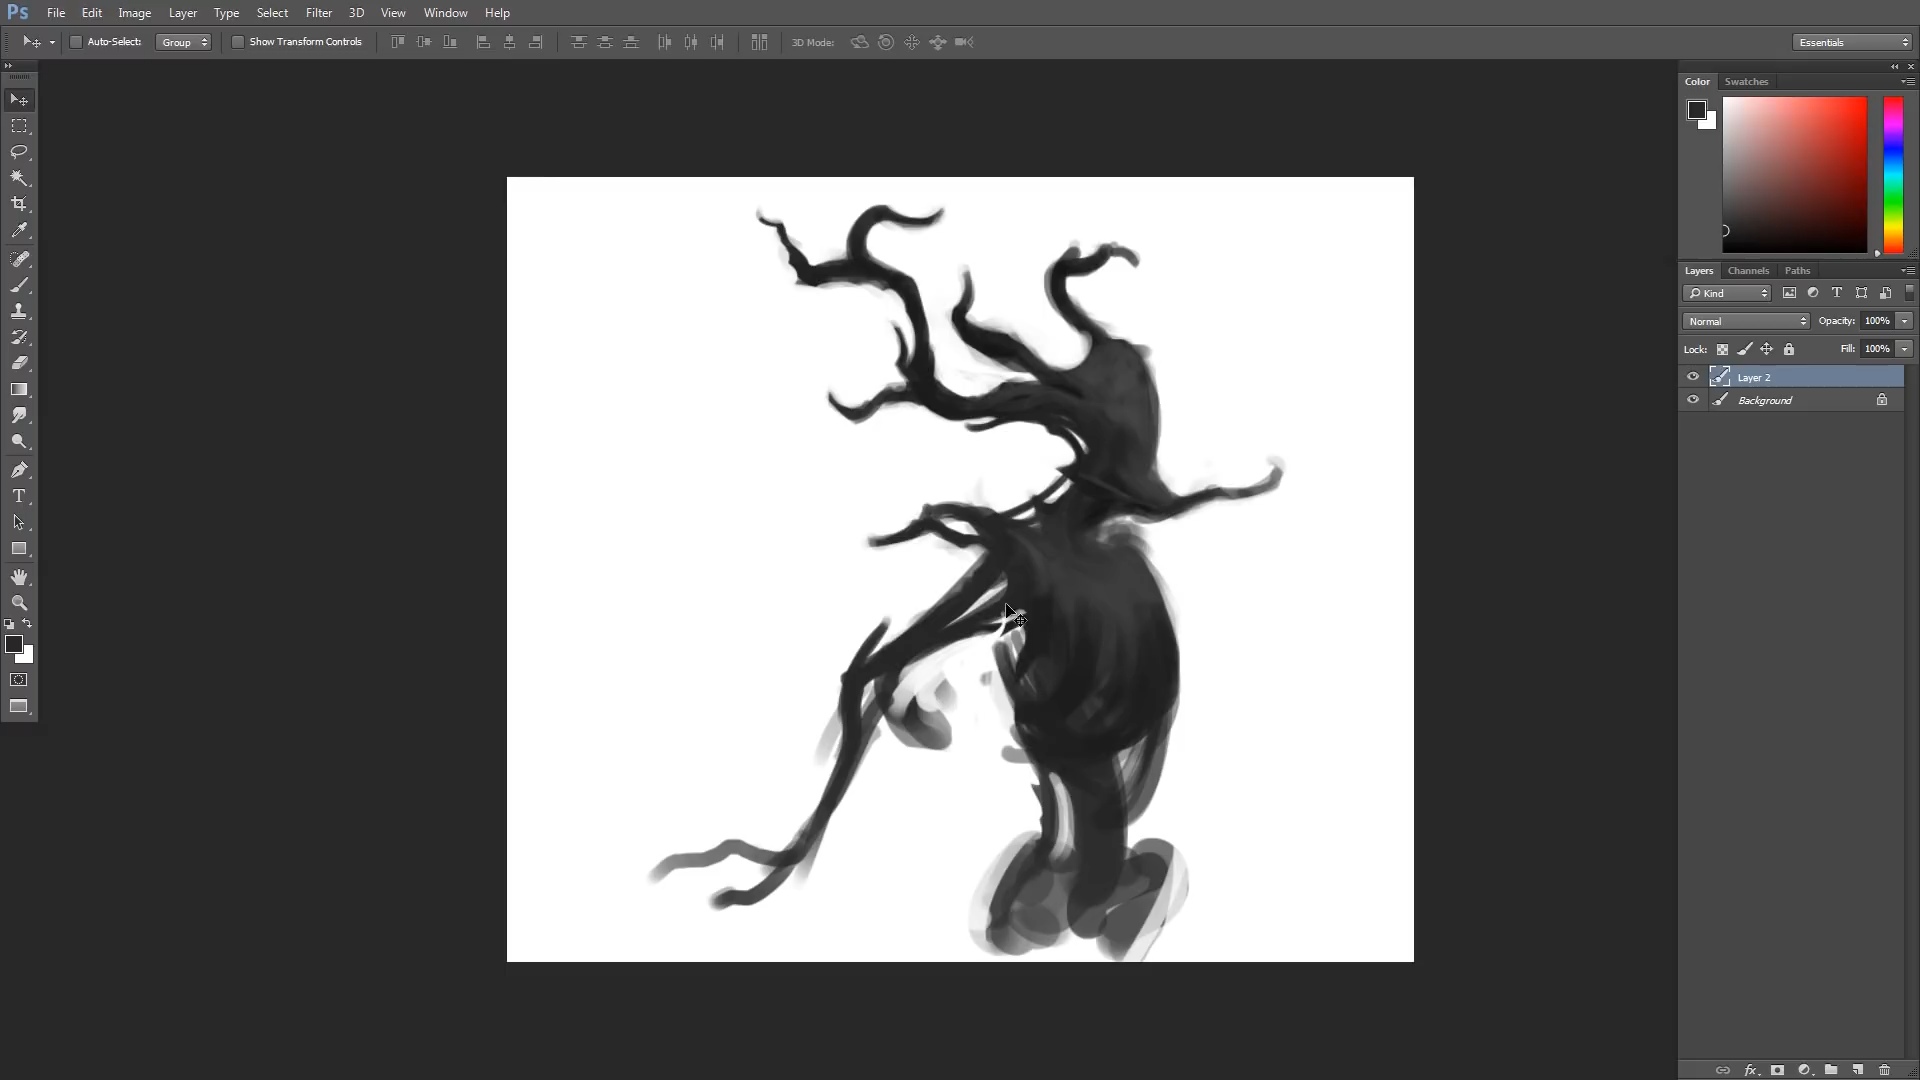 Ps File Edit Image Layer Type Select Filter 3D View Window Help
Auto-Select: Group Show Transform Controls 3D Mode: Essentials
Color Swatches
Layers Channels Paths
Kind T
Normal Opacity: 100%
Lock: Fill: 100%
Layer 2
Background
T
fx